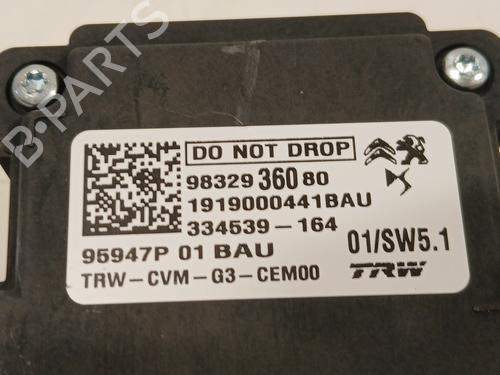 B-PARTS
DO NOT DROP
98329 360 80
1919000441BAU
334539-164
95947P 01 BAU
01/SW5.1
TRW-CVM-G3-CEM00
TRW